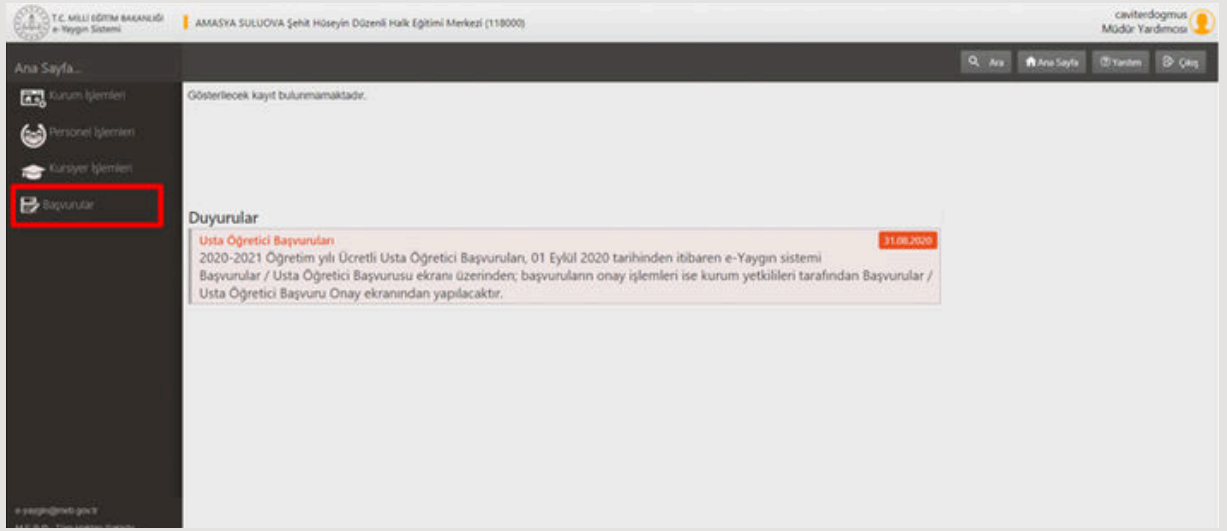 T.C. MİLLİ EĞİTİM BAKANLIĞI
e-Yaygın Sistemi
AMASYA SULUOVA Şehit Hüseyin Düzenli Halk Eğitimi Merkezi (118000)
caviterdogmus
Müdür Yardımcısı
Ana Sayfa...
Ara
Ana Sayfa
Yardım
Çıkış
Kurum İşlemleri
Personel İşlemleri
Kursiyer İşlemleri
Başvurular
Gösterilecek kayıt bulunmamaktadır.
Duyurular
Usta Öğretici Başvuruları
31.08.2020
2020-2021 Öğretim yılı Ücretli Usta Öğretici Başvuruları, 01 Eylül 2020 tarihinden itibaren e-Yaygın sistemi
Başvurular / Usta Öğretici Başvurusu ekranı üzerinden; başvuruların onay işlemleri ise kurum yetkilileri tarafından Başvurular /
Usta Öğretici Başvuru Onay ekranından yapılacaktır.
e-yaygin@meb.gov.tr